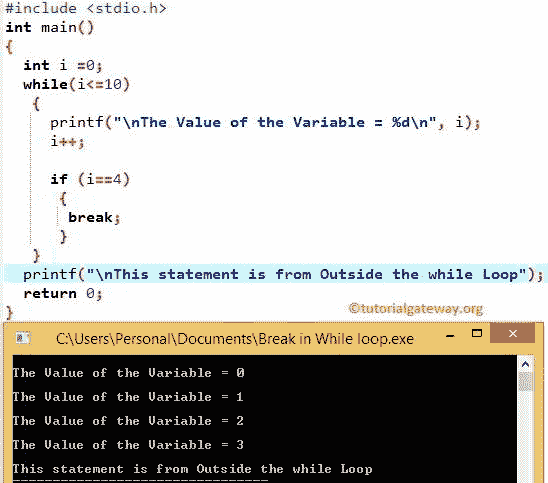 #include <stdio.h>
int main()
{
int i =0;
while(i<=10)
{
printf("\nThe Value of the Variable = %d\n", i);
i++;
if (i==4)
{
break;
}
}
printf("\nThis statement is from Outside the while Loop");
return 0;
}
©tutorialgateway.org
C:\Users\Personal\Documents\Break in While loop.exe
The Value of the Variable = 0
The Value of the Variable = 1
The Value of the Variable = 2
The Value of the Variable = 3
This statement is from Outside the while Loop